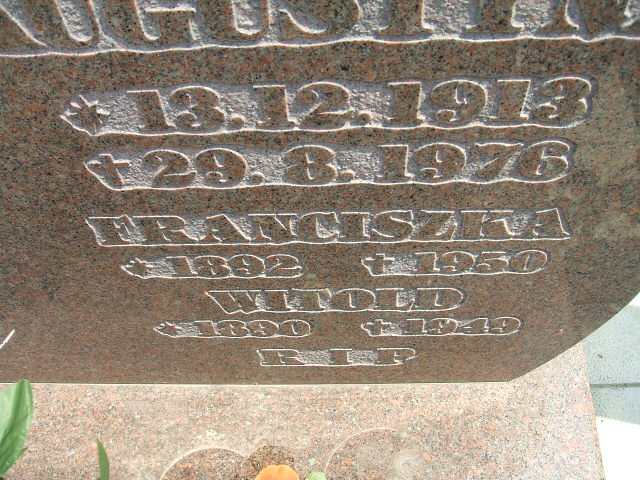 * 13.12.1913
† 29.8.1976
FRANCISZKA
* 1892 † 1950
WITOLD
* 1890 † 1949
R I P